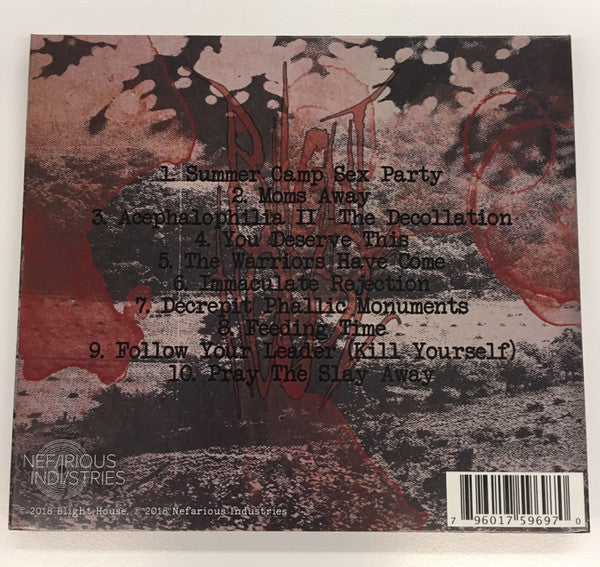 1. Summer Camp Sex Party
2. Moms Away
3. Acephalophilia II -The Decollation
4. You Deserve This
5. The Warriors Have Come
6. Immaculate Rejection
7. Decrepit Phallic Monuments
8. Feeding Time
9. Follow Your Leader (Kill Yourself)
10. Pray The Slay Away
NEFARIOUS
INDUSTRIES
© 2018 Blight House. ℗ 2018 Nefarious Industries
7 96017 59697 0